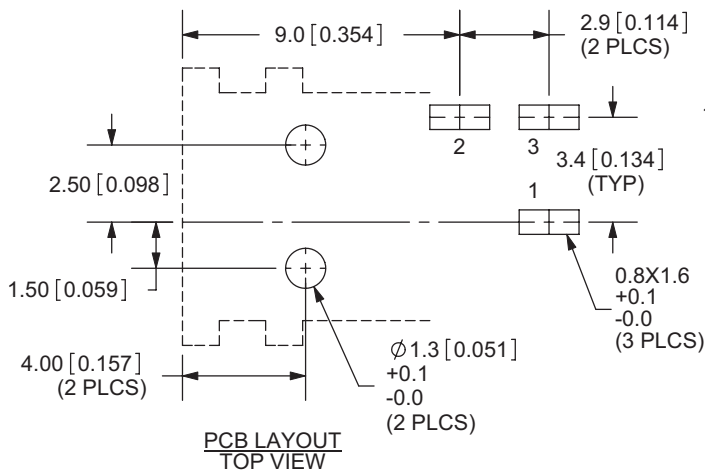 9.0 [0.354]
2.9 [0.114]
(2 PLCS)
2
3
3.4 [0.134]
(TYP)
2.50 [0.098]
1
1.50 [0.059]
0.8X1.6
+0.1
-0.0
(3 PLCS)
4.00 [0.157]
(2 PLCS)
Ø1.3 [0.051]
+0.1
-0.0
(2 PLCS)
PCB LAYOUT
TOP VIEW